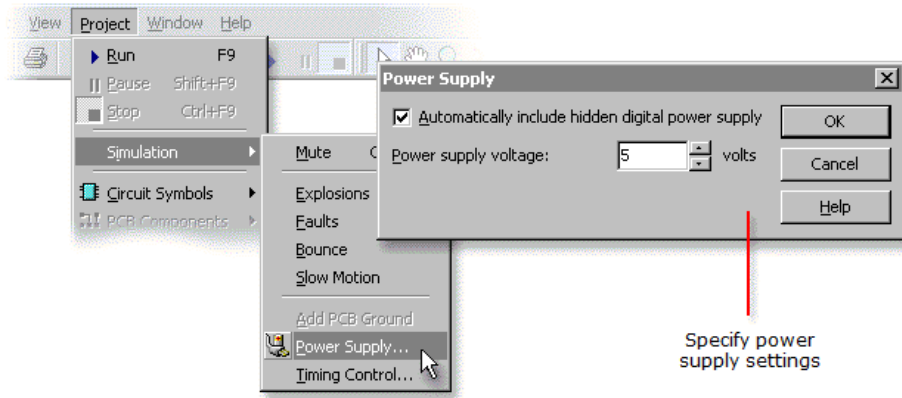 View Project Window Help
Run F9
Pause Shift+F9
Stop Ctrl+F9
Simulation
Circuit Symbols
PCB Components
Mute C
Explosions
Faults
Bounce
Slow Motion
Add PCB Ground
Power Supply...
Timing Control...
Power Supply
Automatically include hidden digital power supply
Power supply voltage: 5 volts
OK
Cancel
Help
Specify power
supply settings